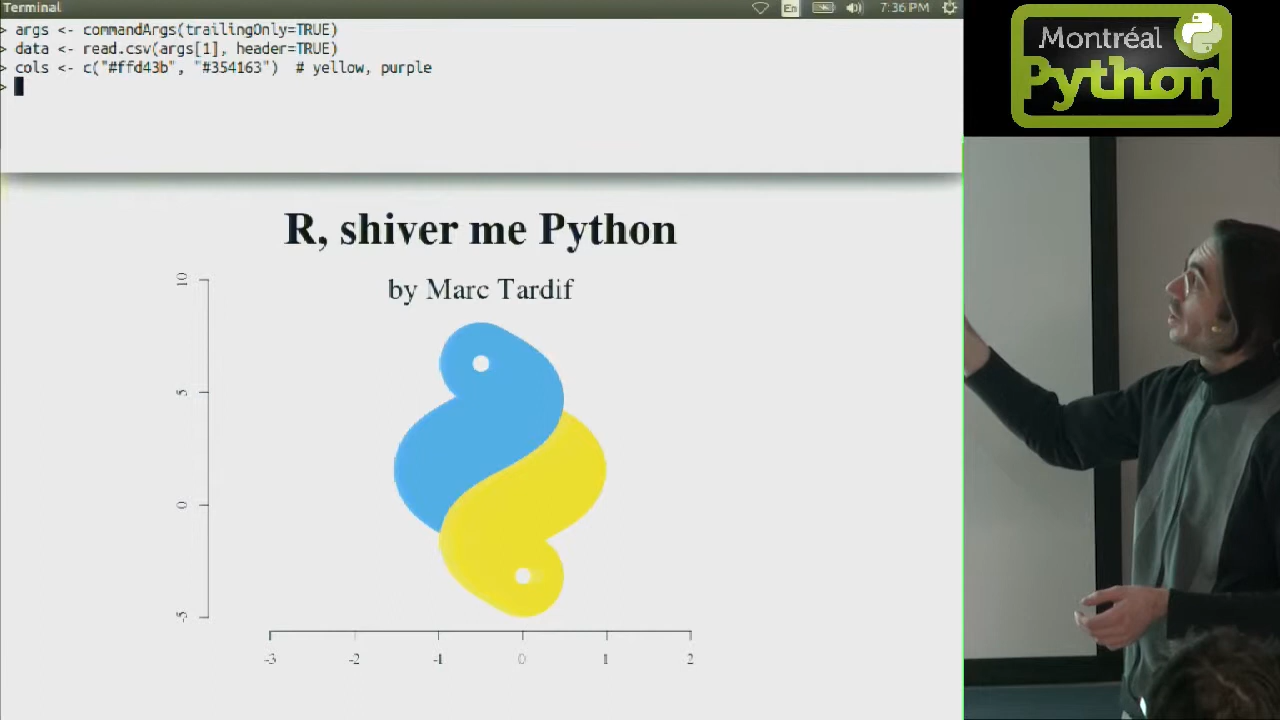 Terminal
En
7:36 PM
> args <- commandArgs(trailingOnly=TRUE)
> data <- read.csv(args[1], header=TRUE)
> cols <- c("#ffd43b", "#354163")  # yellow, purple
>
Montréal
Python
R, shiver me Python
by Marc Tardif
10
5
0
-5
-3
-2
-1
0
1
2